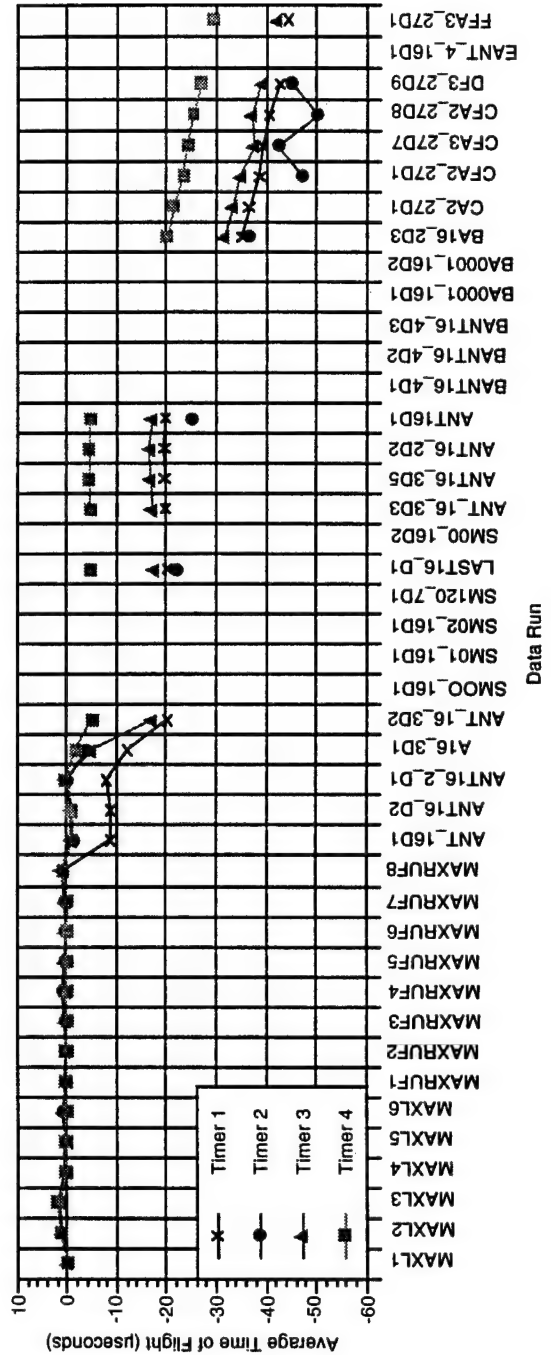 Average Time of Flight (µseconds)
10
0
-10
-20
-30
-40
-50
-60
Timer 1
Timer 2
Timer 3
Timer 4
MAXL1
MAXL2
MAXL3
MAXL4
MAXL5
MAXL6
MAXRUF1
MAXRUF2
MAXRUF3
MAXRUF4
MAXRUF5
MAXRUF6
MAXRUF7
MAXRUF8
ANT_16D1
ANT16_D2
ANT16_2_D1
A16_3D1
ANT_16_3D2
SMOO_16D1
SM01_16D1
SM02_16D1
SM120_7D1
LAST16_D1
SM00_16D2
ANT_16_3D3
ANT16_3D5
ANT16_2D2
ANT16D1
BANT16_4D1
BANT16_4D2
BANT16_4D3
BA0001_16D1
BA0001_16D2
BA16_2D3
CA2_27D1
CFA2_27D1
CFA3_27D7
CFA2_27D8
DF3_27D9
EANT_4_16D1
FFA3_27D1
Data Run